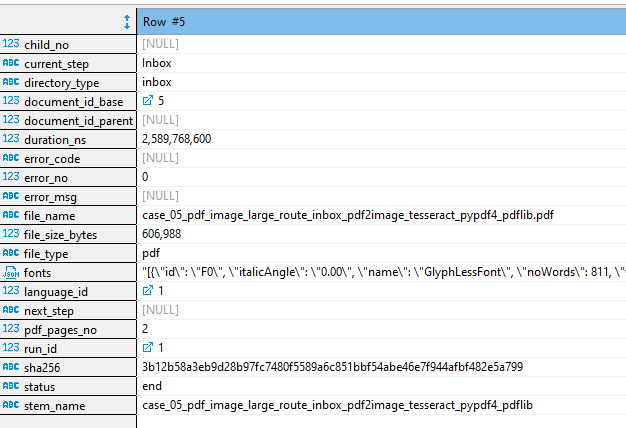 Row #5
123 child_no [NULL]
ABC current_step Inbox
ABC directory_type inbox
123 document_id_base 5
123 document_id_parent [NULL]
123 duration_ns 2,589,768,600
ABC error_code [NULL]
123 error_no 0
ABC error_msg [NULL]
ABC file_name case_05_pdf_image_large_route_inbox_pdf2image_tesseract_pypdf4_pdflib.pdf
123 file_size_bytes 606,988
ABC file_type pdf
JSON fonts "[{\"id\": \"F0\", \"italicAngle\": \"0.00\", \"name\": \"GlyphLessFont\", \"noWords\": 811, \"
123 language_id 1
ABC next_step [NULL]
123 pdf_pages_no 2
123 run_id 1
ABC sha256 3b12b58a3eb9d28b97fc7480f5589a6c851bbf54abe46e7f944afbf482e5a799
ABC status end
ABC stem_name case_05_pdf_image_large_route_inbox_pdf2image_tesseract_pypdf4_pdflib